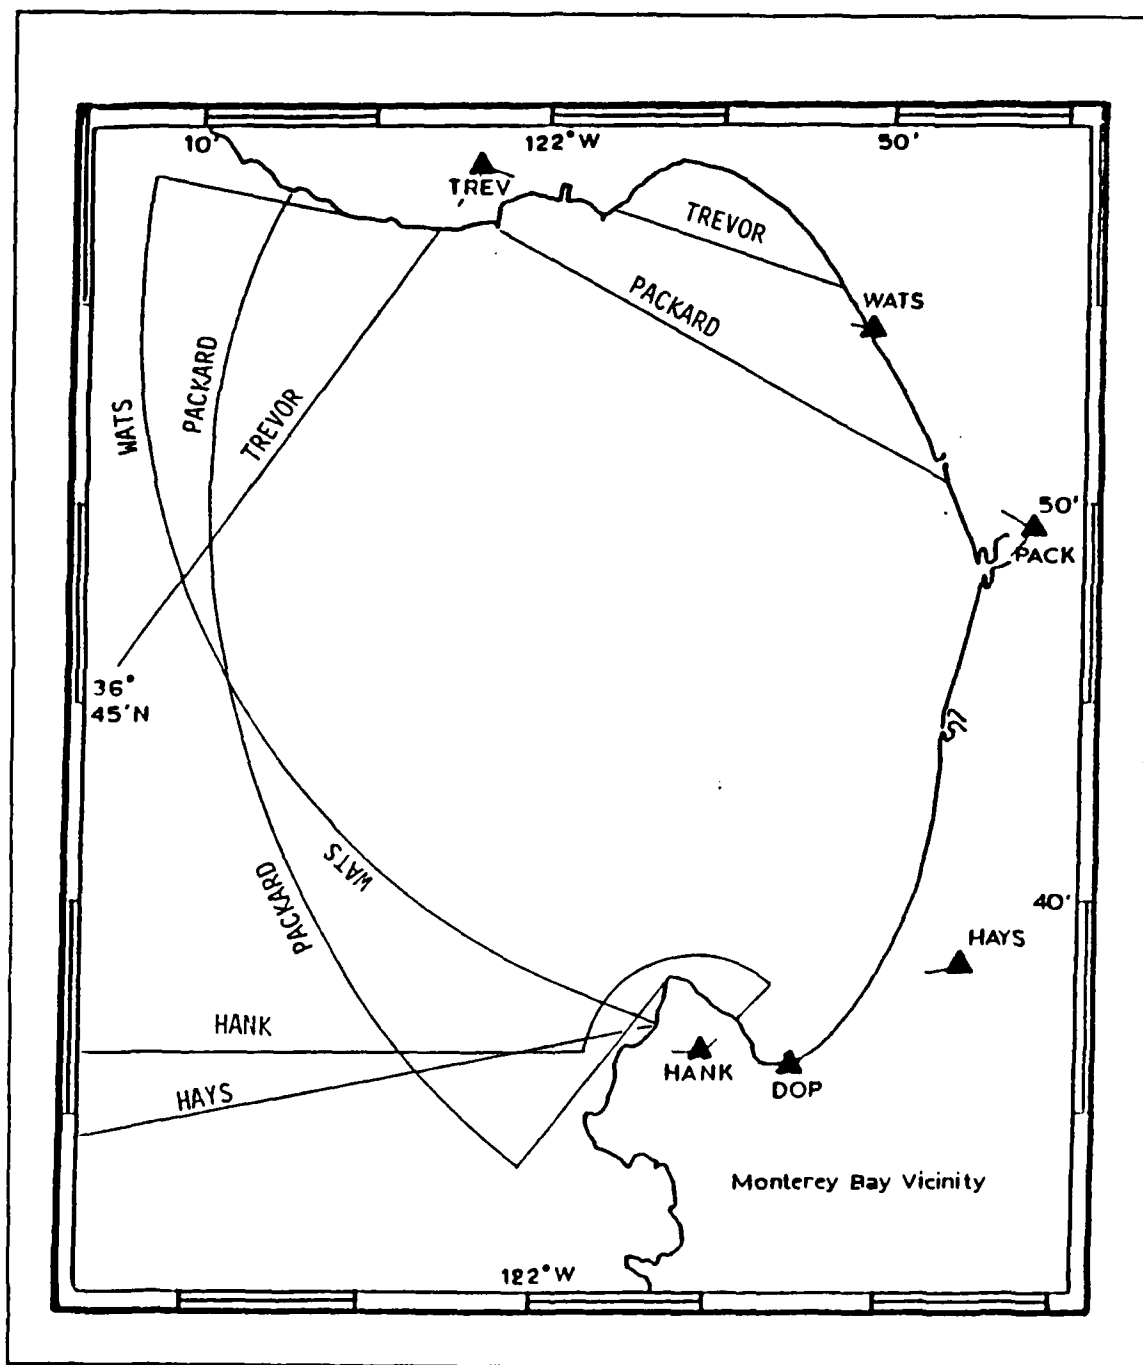 10'
122°W
50'
TREV
TREVOR
WATS
PACKARD
PACKARD
WATS
TREVOR
50'
PACK
36°
45'N
WATS
PACKARD
40'
HAYS
HANK
HANK
DOP
HAYS
Monterey Bay Vicinity
122°W